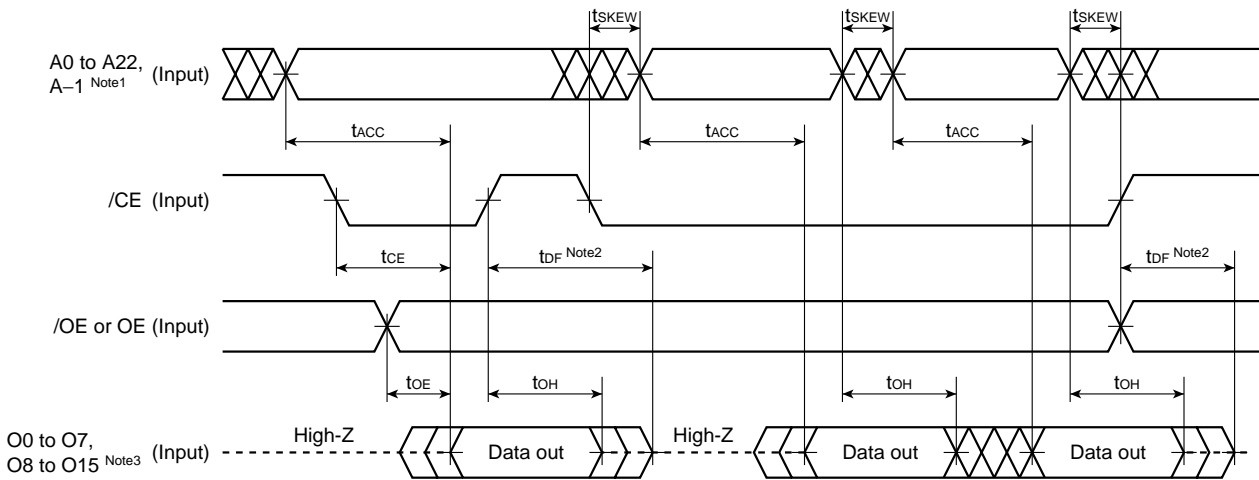 tSKEW tSKEW tSKEW
A0 to A22,
A−1 Note1 (Input)
tACC tACC tACC
/CE (Input)
tCE tDF Note2 tDF Note2
/OE or OE (Input)
tOE tOH tOH tOH
O0 to O7,
O8 to O15 Note3 (Input)
High-Z Data out High-Z Data out Data out